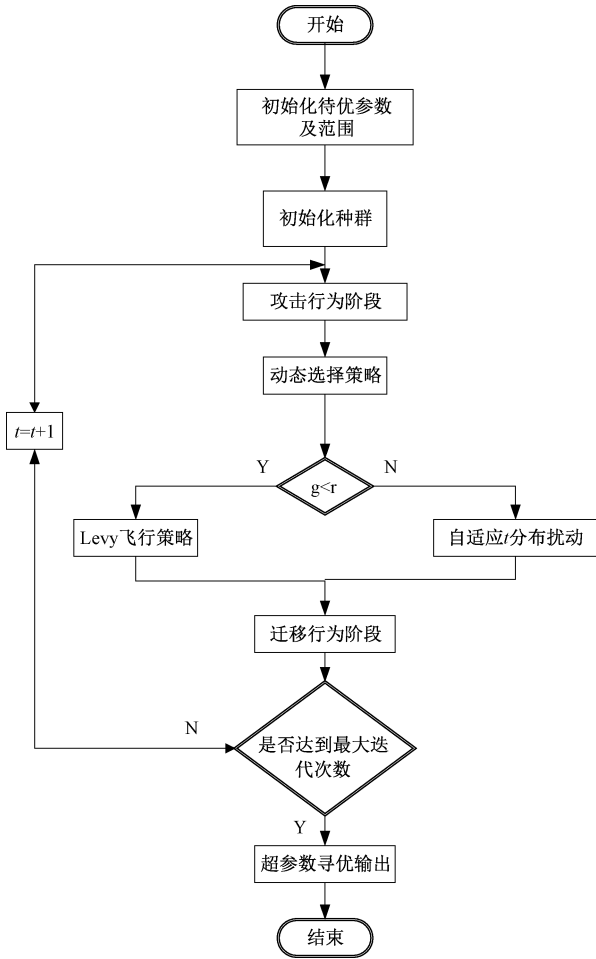 开始
初始化待优参数
及范围
初始化种群
攻击行为阶段
动态选择策略
t=t+1
Y
N
g<r
Levy飞行策略
自适应t分布扰动
迁移行为阶段
N
是否达到最大迭
代次数
Y
超参数寻优输出
结束